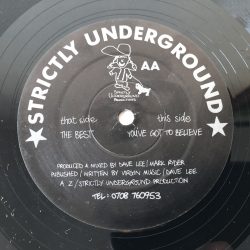 STRICTLY UNDERGROUND
STRICTLY
UNDERGROUND
PRODUCTIONS
AA
that side
this side
THE BEST
YOU'VE GOT TO BELIEVE
PRODUCED & MIXED BY DAVE LEE / MARK RYDER
PUBLISHED / WRITTEN BY VIRGIN MUSIC / DAVE LEE
A Z / STRICTLY UNDERGROUND PRODUCTION
TEL: 0708 760953